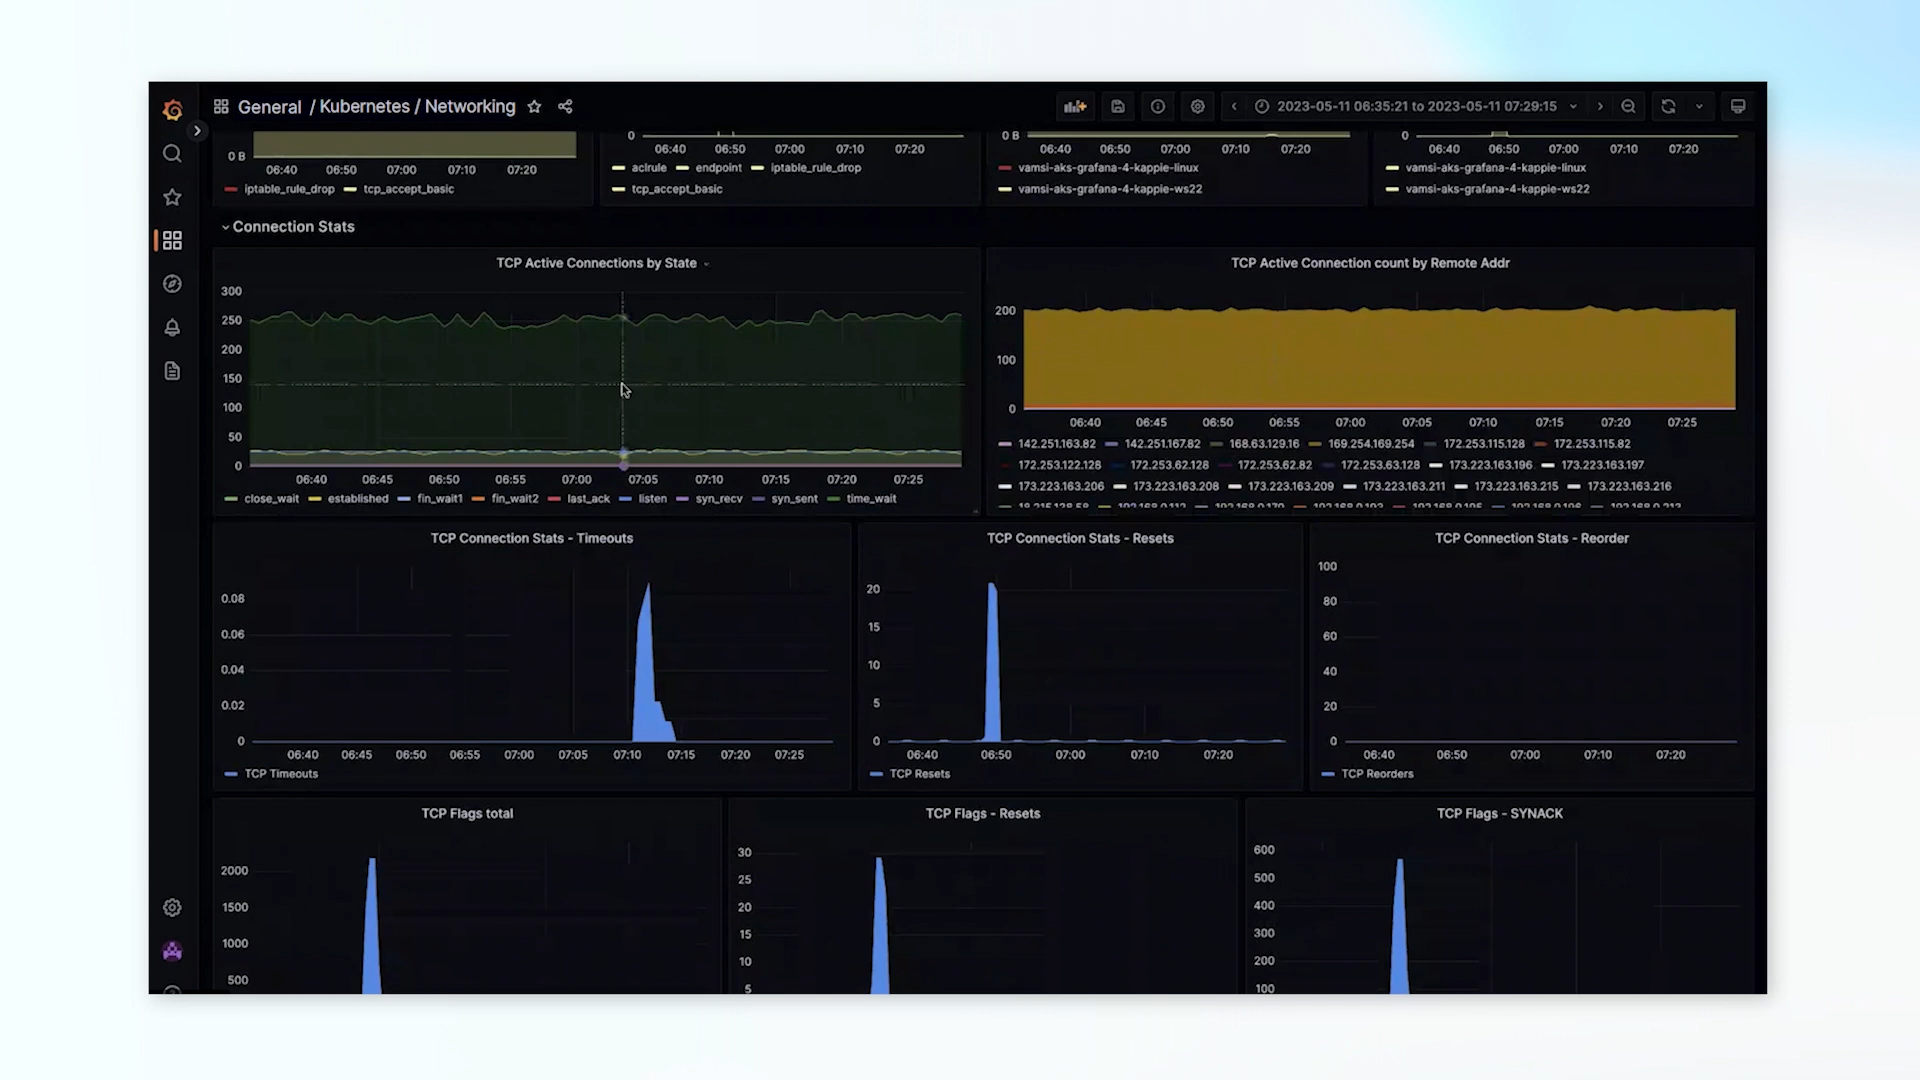 General / Kubernetes / Networking
2023-05-11 06:35:21 to 2023-05-11 07:29:15
0 B
06:40 06:50 07:00 07:10 07:20
iptable_rule_drop tcp_accept_basic
0
06:40 06:50 07:00 07:10 07:20
aclrule endpoint iptable_rule_drop
tcp_accept_basic
0 B
06:40 06:50 07:00 07:10 07:20
vamsi-aks-grafana-4-kappie-linux
vamsi-aks-grafana-4-kappie-ws22
0
06:40 06:50 07:00 07:10 07:20
vamsi-aks-grafana-4-kappie-linux
vamsi-aks-grafana-4-kappie-ws22
Connection Stats
TCP Active Connections by State
300
250
200
150
100
50
0
06:40 06:45 06:50 06:55 07:00 07:05 07:10 07:15 07:20 07:25
close_wait established fin_wait1 fin_wait2 last_ack listen syn_recv syn_sent time_wait
TCP Active Connection count by Remote Addr
200
100
0
06:40 06:45 06:50 06:55 07:00 07:05 07:10 07:15 07:20 07:25
142.251.163.82 142.251.167.82 168.63.129.16 169.254.169.254 172.253.115.128 172.253.115.82
172.253.122.128 172.253.62.128 172.253.62.82 172.253.63.128 173.223.163.196 173.223.163.197
173.223.163.206 173.223.163.208 173.223.163.209 173.223.163.211 173.223.163.215 173.223.163.216
TCP Connection Stats - Timeouts
0.08
0.06
0.04
0.02
0
06:40 06:45 06:50 06:55 07:00 07:05 07:10 07:15 07:20 07:25
TCP Timeouts
TCP Connection Stats - Resets
20
15
10
5
0
06:40 06:50 07:00 07:10 07:20
TCP Resets
TCP Connection Stats - Reorder
100
80
60
40
20
0
06:40 06:50 07:00 07:10 07:20
TCP Reorders
TCP Flags total
2000
1500
1000
500
TCP Flags - Resets
30
25
20
15
10
5
TCP Flags - SYNACK
600
500
400
300
200
100